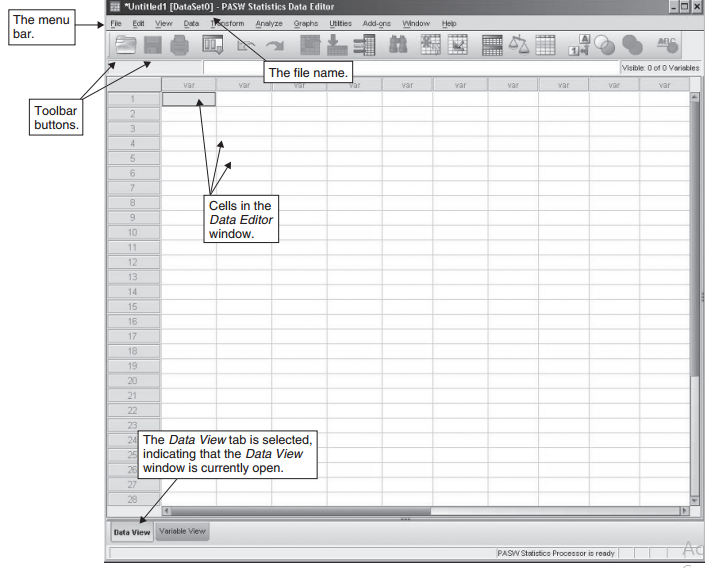 *Untitled1 [DataSet0] - PASW Statistics Data Editor
The menu
bar.
File Edit View Data Transform Analyze Graphs Utilities Add-ons Window Help
The file name.
Visible: 0 of 0 Variables
Toolbar
buttons.
var var var var var var var var var var
1
2
3
4
5
6
7
8
Cells in the
Data Editor
window.
9
10
11
12
13
14
15
16
17
18
19
20
21
22
23
24
The Data View tab is selected,
indicating that the Data View
window is currently open.
25
26
27
28
Data View Variable View
PASW Statistics Processor is ready